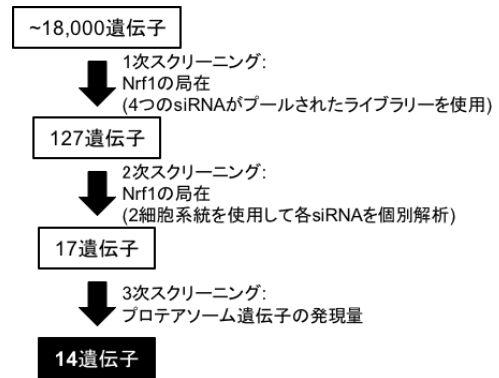 ~18,000遺伝子
1次スクリーニング:
Nrf1の局在
(4つのsiRNAがプールされたライブラリーを使用)
127遺伝子
2次スクリーニング:
Nrf1の局在
(2細胞系統を使用して各siRNAを個別解析)
17遺伝子
3次スクリーニング:
プロテアソーム遺伝子の発現量
14遺伝子